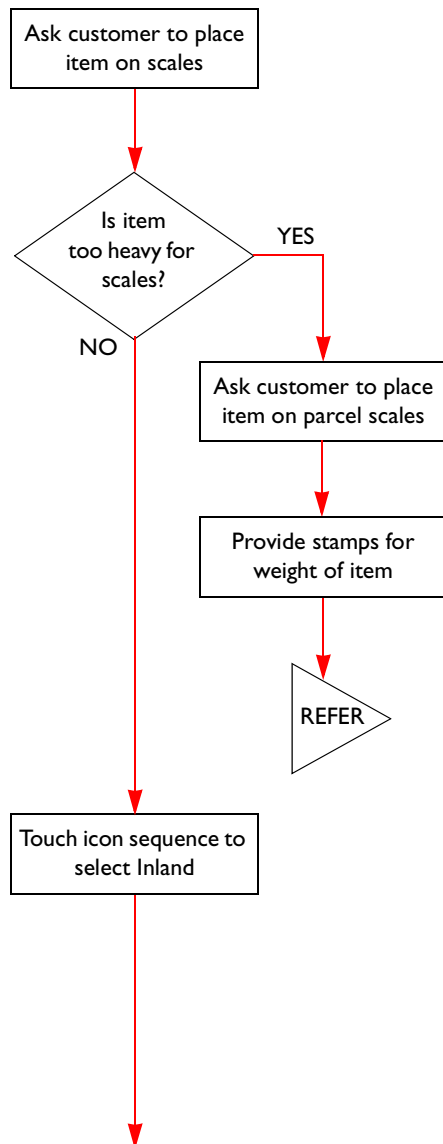 Ask customer to place
item on scales
Is item
too heavy for
scales?
YES
NO
Ask customer to place
item on parcel scales
Provide stamps for
weight of item
REFER
Touch icon sequence to
select Inland